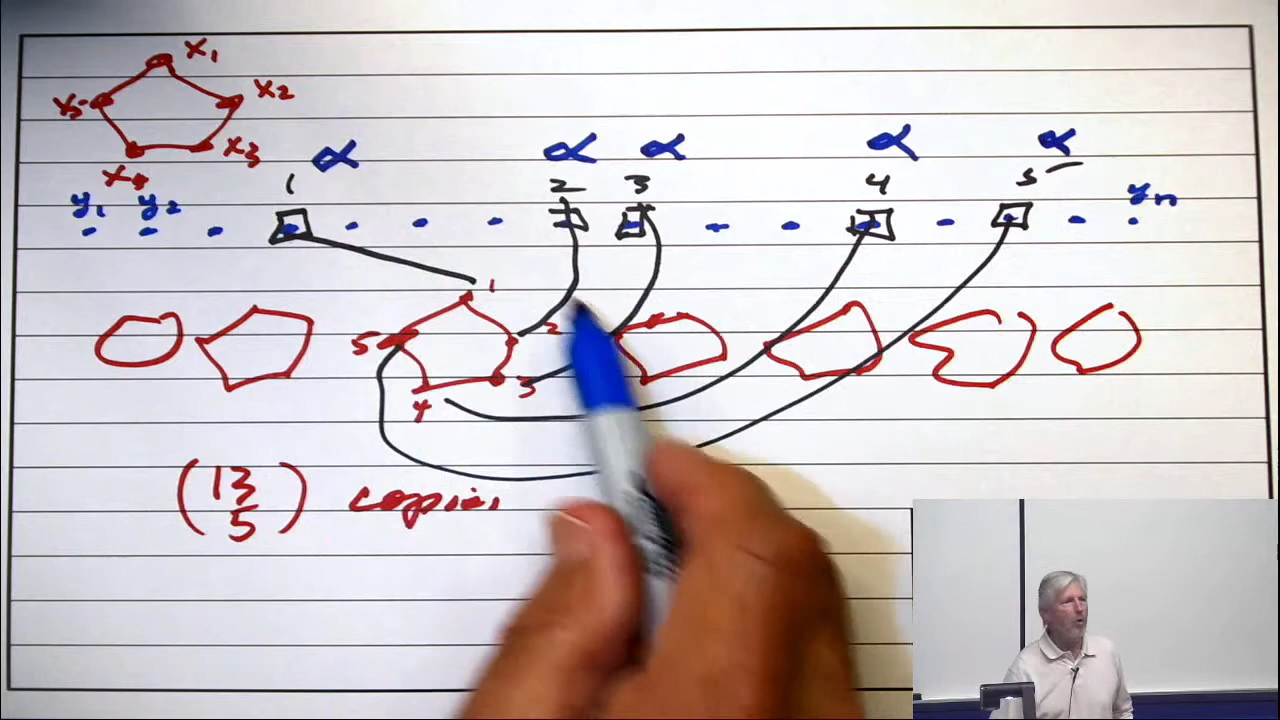 x₁
x₅ x₂
x₄ x₃
α α α α α
1 2 3 4 5
y₁ y₂ yₙ
1
5 2
4 3
(13
5) copies